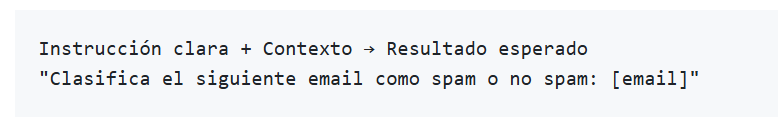 Instrucción clara + Contexto → Resultado esperado
"Clasifica el siguiente email como spam o no spam: [email]"